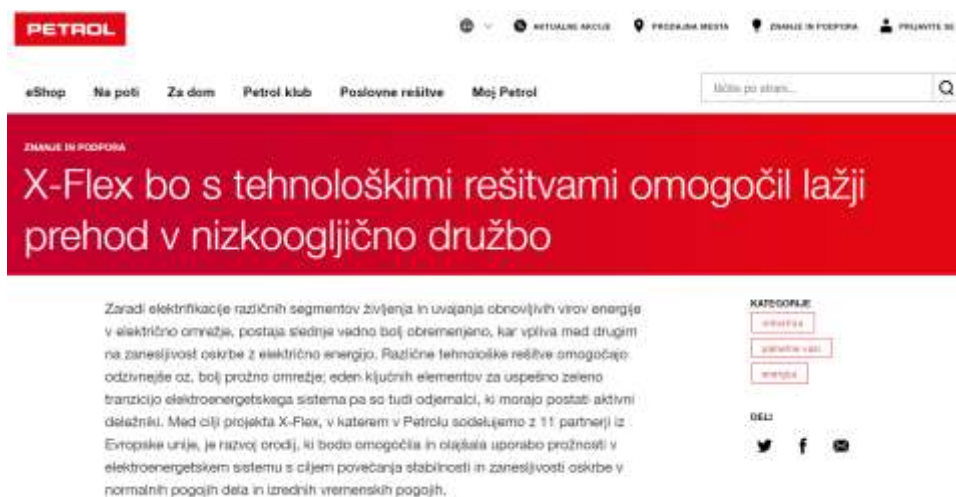 PETROL
AKTUALNE AKCIJE
PRODAJNA MESTA
ZNANJE IN PODPORA
PRIJAVITE SE
eShop
Na poti
Za dom
Petrol klub
Poslovne rešitve
Moj Petrol
Iščite po strani...
ZNANJE IN PODPORA
X-Flex bo s tehnološkimi rešitvami omogočil lažji
prehod v nizkoogljično družbo
Zaradi elektrifikacije različnih segmentov življenja in uvajanja obnovljivih virov energije
v električno omrežje, postaja slednje vedno bolj obremenjeno, kar vpliva med drugim
na zanesljivost oskrbe z električno energijo. Različne tehnološke rešitve omogočajo
odzivnejše oz. bolj prožno omrežje; eden ključnih elementov za uspešno zeleno
tranzicijo elektroenergetskega sistema pa so tudi odjemalci, ki morajo postati aktivni
deležniki. Med cilji projekta X-Flex, v katerem v Petrolu sodelujemo z 11 partnerji iz
Evropske unije, je razvoj orodij, ki bodo omogočila in olajšala uporabo prožnosti v
elektroenergetskem sistemu s ciljem povečanja stabilnosti in zanesljivosti oskrbe v
normalnih pogojih dela in izrednih vremenskih pogojih.
KATEGORIJE
energija
DELI